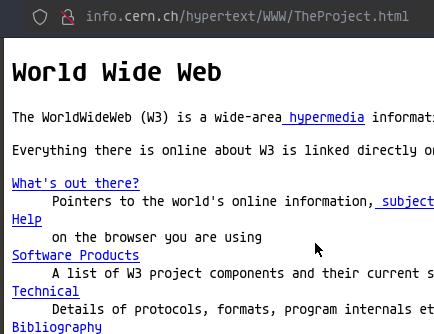 info.cern.ch/hypertext/WWW/TheProject.html
World Wide Web
The WorldWideWeb (W3) is a wide-area hypermedia informati
Everything there is online about W3 is linked directly o
What's out there?
Pointers to the world's online information, subject
Help
on the browser you are using
Software Products
A list of W3 project components and their current s
Technical
Details of protocols, formats, program internals et
Bibliography